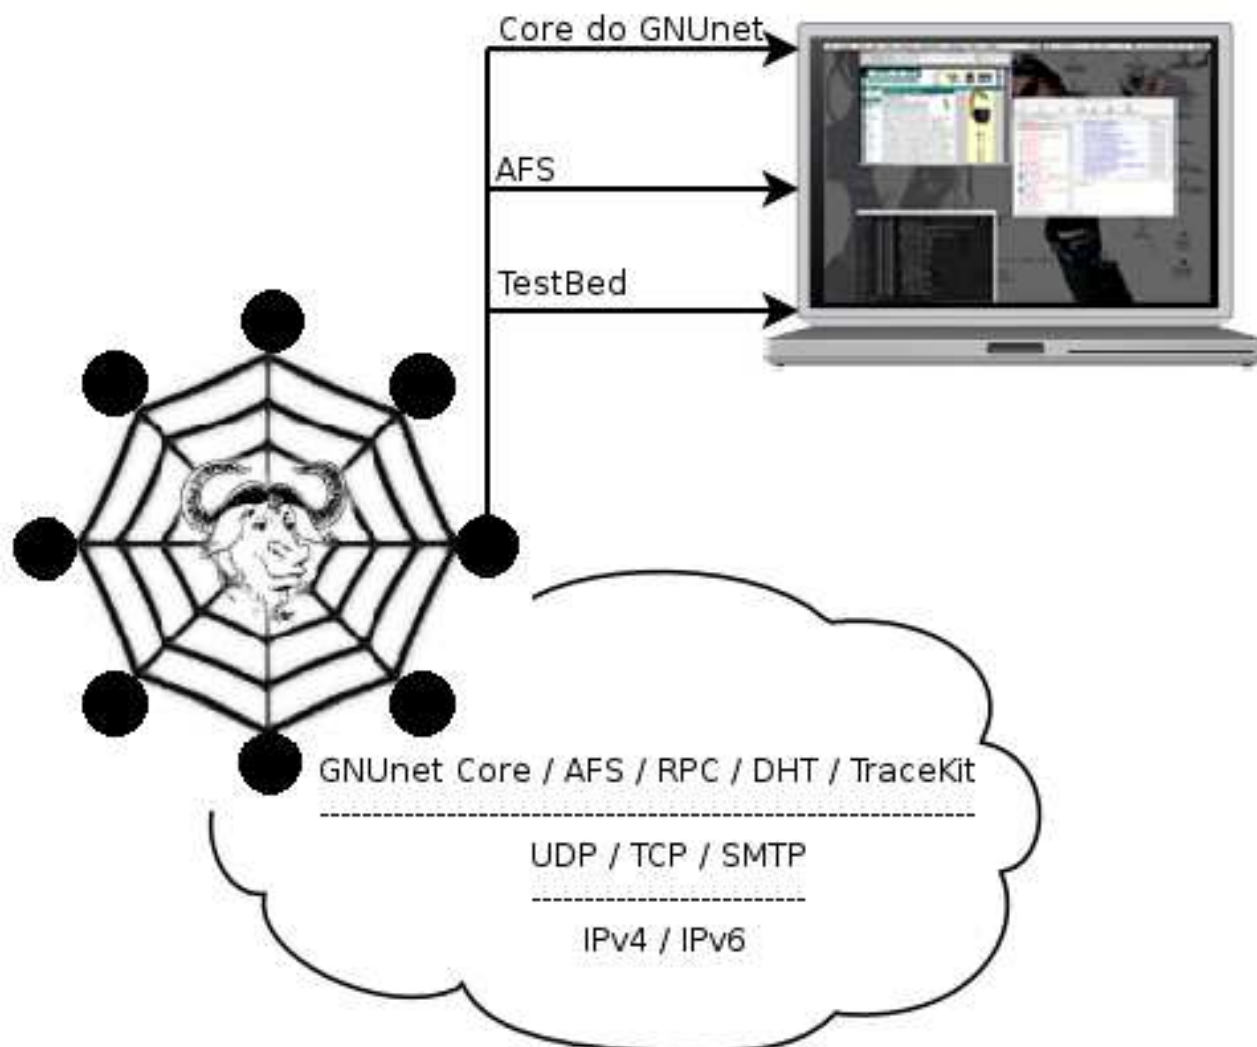 Core do GNUnet
AFS
TestBed
GNUnet Core / AFS / RPC / DHT / TraceKit
UDP / TCP / SMTP
IPv4 / IPv6